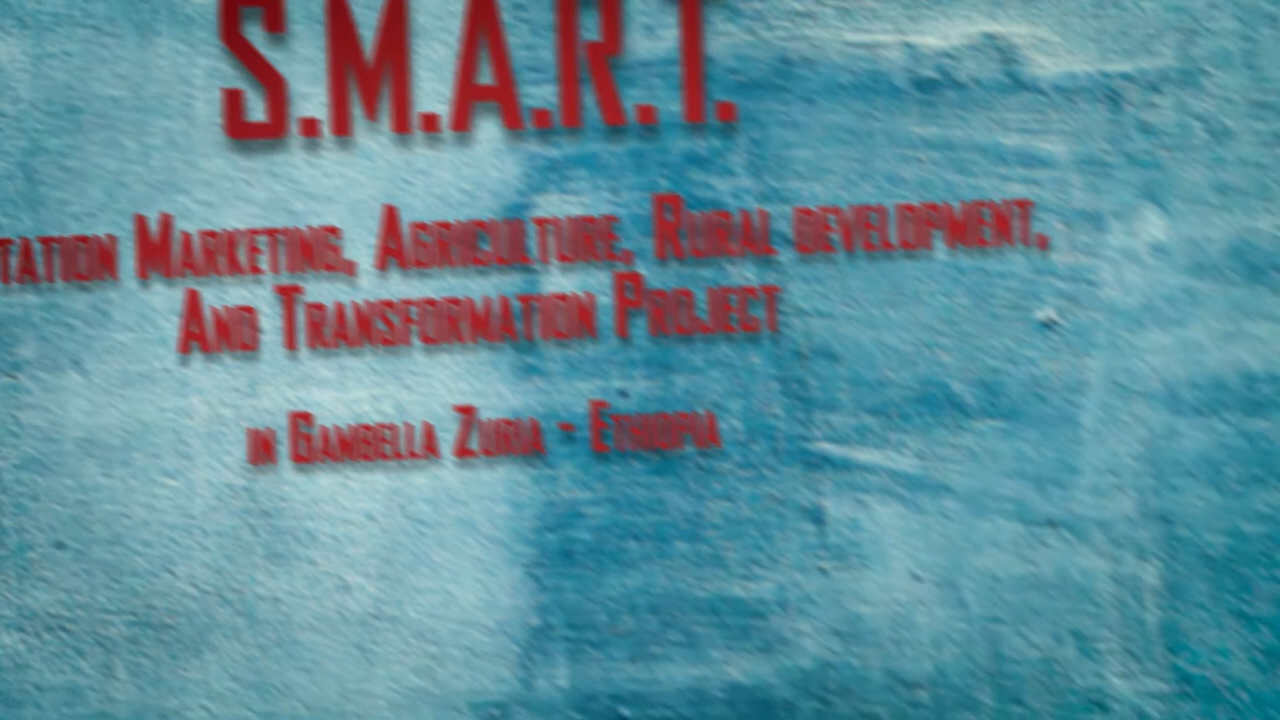 S.M.A.R.T.
TATION MARKETING, AGRICULTURE, RURAL DEVELOPMENT,
AND TRANSFORMATION PROJECT
IN GAMBELLA ZURIA - ETHIOPIA